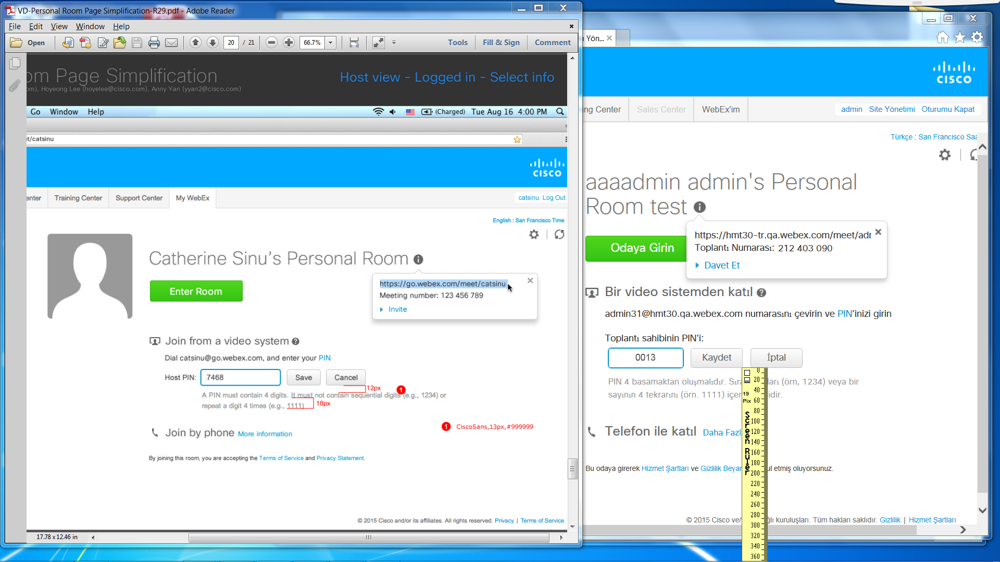 VD-Personal Room Page Simplification-R29.pdf - Adobe Reader
File Edit View Window Help
Open 20 / 21 66.7% Tools Fill & Sign Comment
om Page Simplification
Host view - Logged in - Select info
om), Hoyeong Lee (hoyelee@cisco.com), Anny Yan (yyan2@cisco.com)
Go Window Help (Charged) Tue Aug 16 4:00 PM
et/catsinu
CISCO
enter Training Center Support Center My WebEx catsinu Log Out
English : San Francisco Time
Catherine Sinu's Personal Room
Enter Room
https://go.webex.com/meet/catsinu
Meeting number: 123 456 789
Invite
Join from a video system
Dial catsinu@go.webex.com, and enter your PIN
Host PIN: 7468 Save Cancel
12px 1
A PIN must contain 4 digits. It must not contain sequential digits (e.g., 1234) or
repeat a digit 4 times (e.g., 1111)
18px
1 CiscoSans,13px,#999999
Join by phone More information
By joining this room, you are accepting the Terms of Service and Privacy Statement.
© 2015 Cisco and/or its affiliates. All rights reserved. Privacy | Terms of Service
17.78 x 12.46 in
Yön...
CISCO
ing Center Sales Center WebEx'im admin Site Yönetimi Oturumu Kapat
Türkçe : San Francisco Saa
aaaadmin admin's Personal
Room test
Odaya Girin
https://hmt30-tr.qa.webex.com/meet/adr
Toplantı Numarası: 212 403 090
Davet Et
Bir video sistemden katıl
admin31@hmt30.qa.webex.com numarasını çevirin ve PIN'inizi girin
Toplantı sahibinin PIN'i:
0013 Kaydet İptal
PIN 4 basamaktan oluşmalıdır. Sıra ları (örn, 1234) veya bir
sayının 4 tekrarını (örn. 1111) içer idir.
Telefon ile katıl Daha Fazl
Bu odaya girerek Hizmet Şartları ve Gizlilik Beyar ul etmiş oluyorsunuz.
© 2015 Cisco ve/ ğlı kuruluşları. Tüm hakları saklıdır. Gizlilik | Hizmet Şartları
0
20
40
19
Pix 60
80
100
120
140
160
180
200
220
240
260
280
300
320
340
360
Screen Ruler